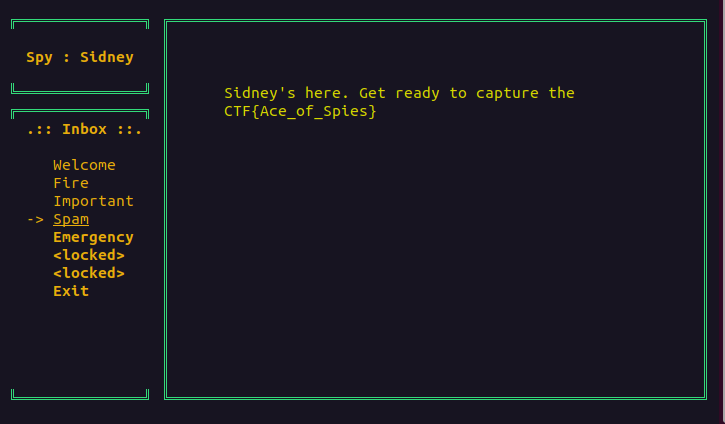 Spy : Sidney
.:: Inbox ::.
Welcome
Fire
Important
-> Spam
Emergency
<locked>
<locked>
Exit
Sidney's here. Get ready to capture the
CTF{Ace_of_Spies}